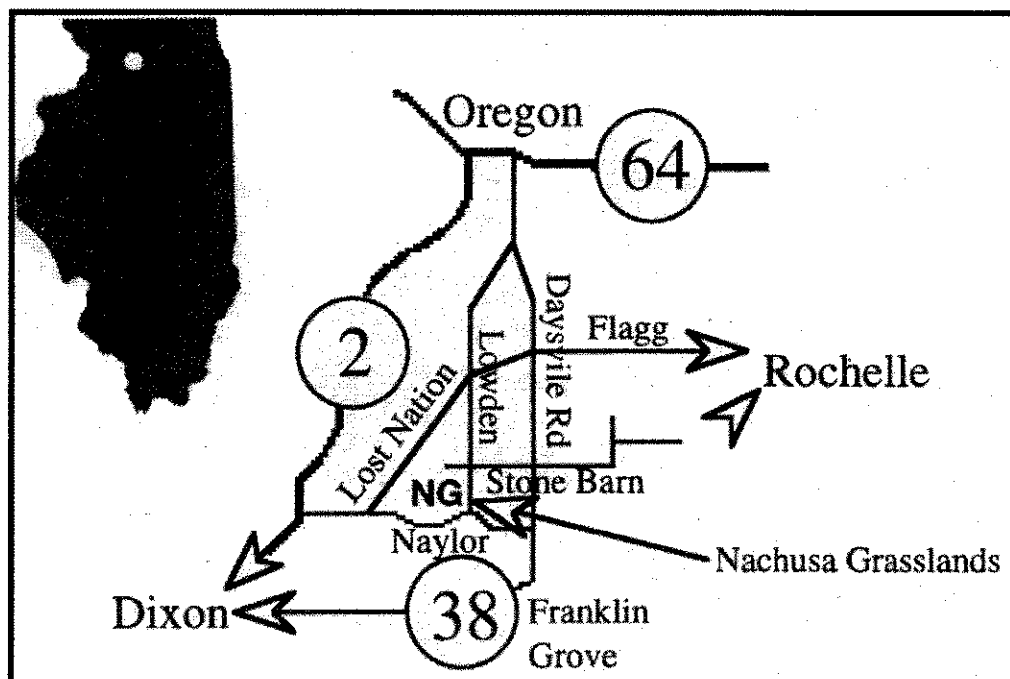 Oregon
64
2
Daysvile Rd
Flagg
Lowden
Rochelle
Lost Nation
NG
Stone Barn
Naylor
Nachusa Grasslands
Dixon
38
Franklin
Grove